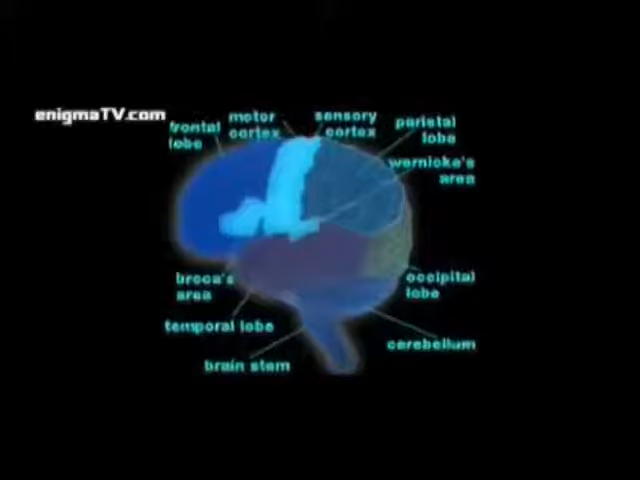 enigmaTV.com
frontal
lobe
motor
cortex
sensory
cortex
parietal
lobe
wernicke's
area
broca's
area
occipital
lobe
temporal lobe
cerebellum
brain stem